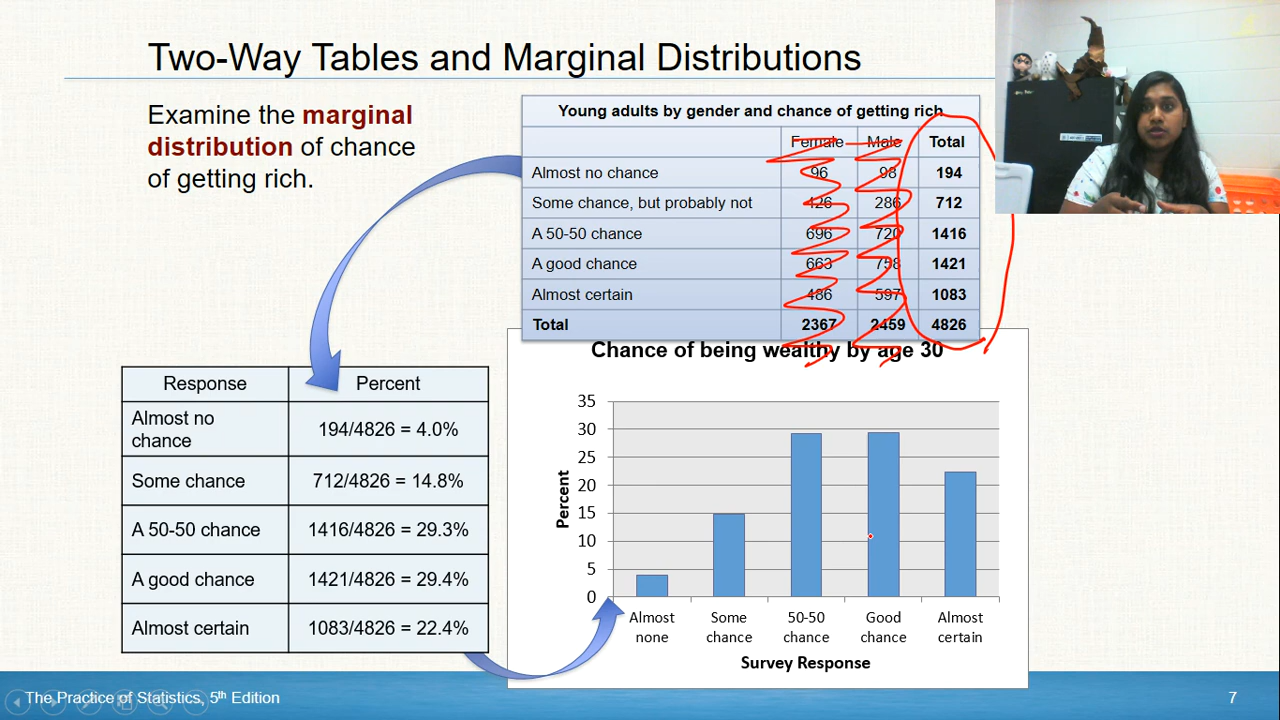 Two-Way Tables and Marginal Distributions
Examine the marginal
distribution of chance
of getting rich.
Young adults by gender and chance of getting rich
Female Male Total
Almost no chance 96 98 194
Some chance, but probably not 426 286 712
A 50-50 chance 696 720 1416
A good chance 663 758 1421
Almost certain 486 597 1083
Total 2367 2459 4826
Response Percent
Almost no
chance
194/4826 = 4.0%
Some chance 712/4826 = 14.8%
A 50-50 chance 1416/4826 = 29.3%
A good chance 1421/4826 = 29.4%
Almost certain 1083/4826 = 22.4%
Chance of being wealthy by age 30
Percent
35
30
25
20
15
10
5
0
Almost none
Some chance
50-50 chance
Good chance
Almost certain
Survey Response
The Practice of Statistics, 5th Edition
7